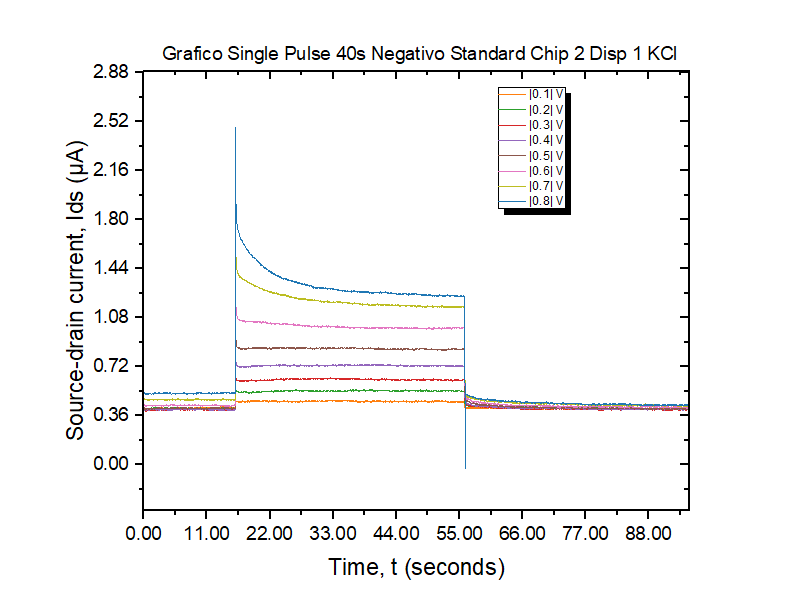 Grafico Single Pulse 40s Negativo Standard Chip 2 Disp 1 KCl
2.88
2.52
2.16
1.80
1.44
1.08
0.72
0.36
0.00
Source-drain current, Ids (µA)
|0.1| V
|0.2| V
|0.3| V
|0.4| V
|0.5| V
|0.6| V
|0.7| V
|0.8| V
0.00 11.00 22.00 33.00 44.00 55.00 66.00 77.00 88.00
Time, t (seconds)